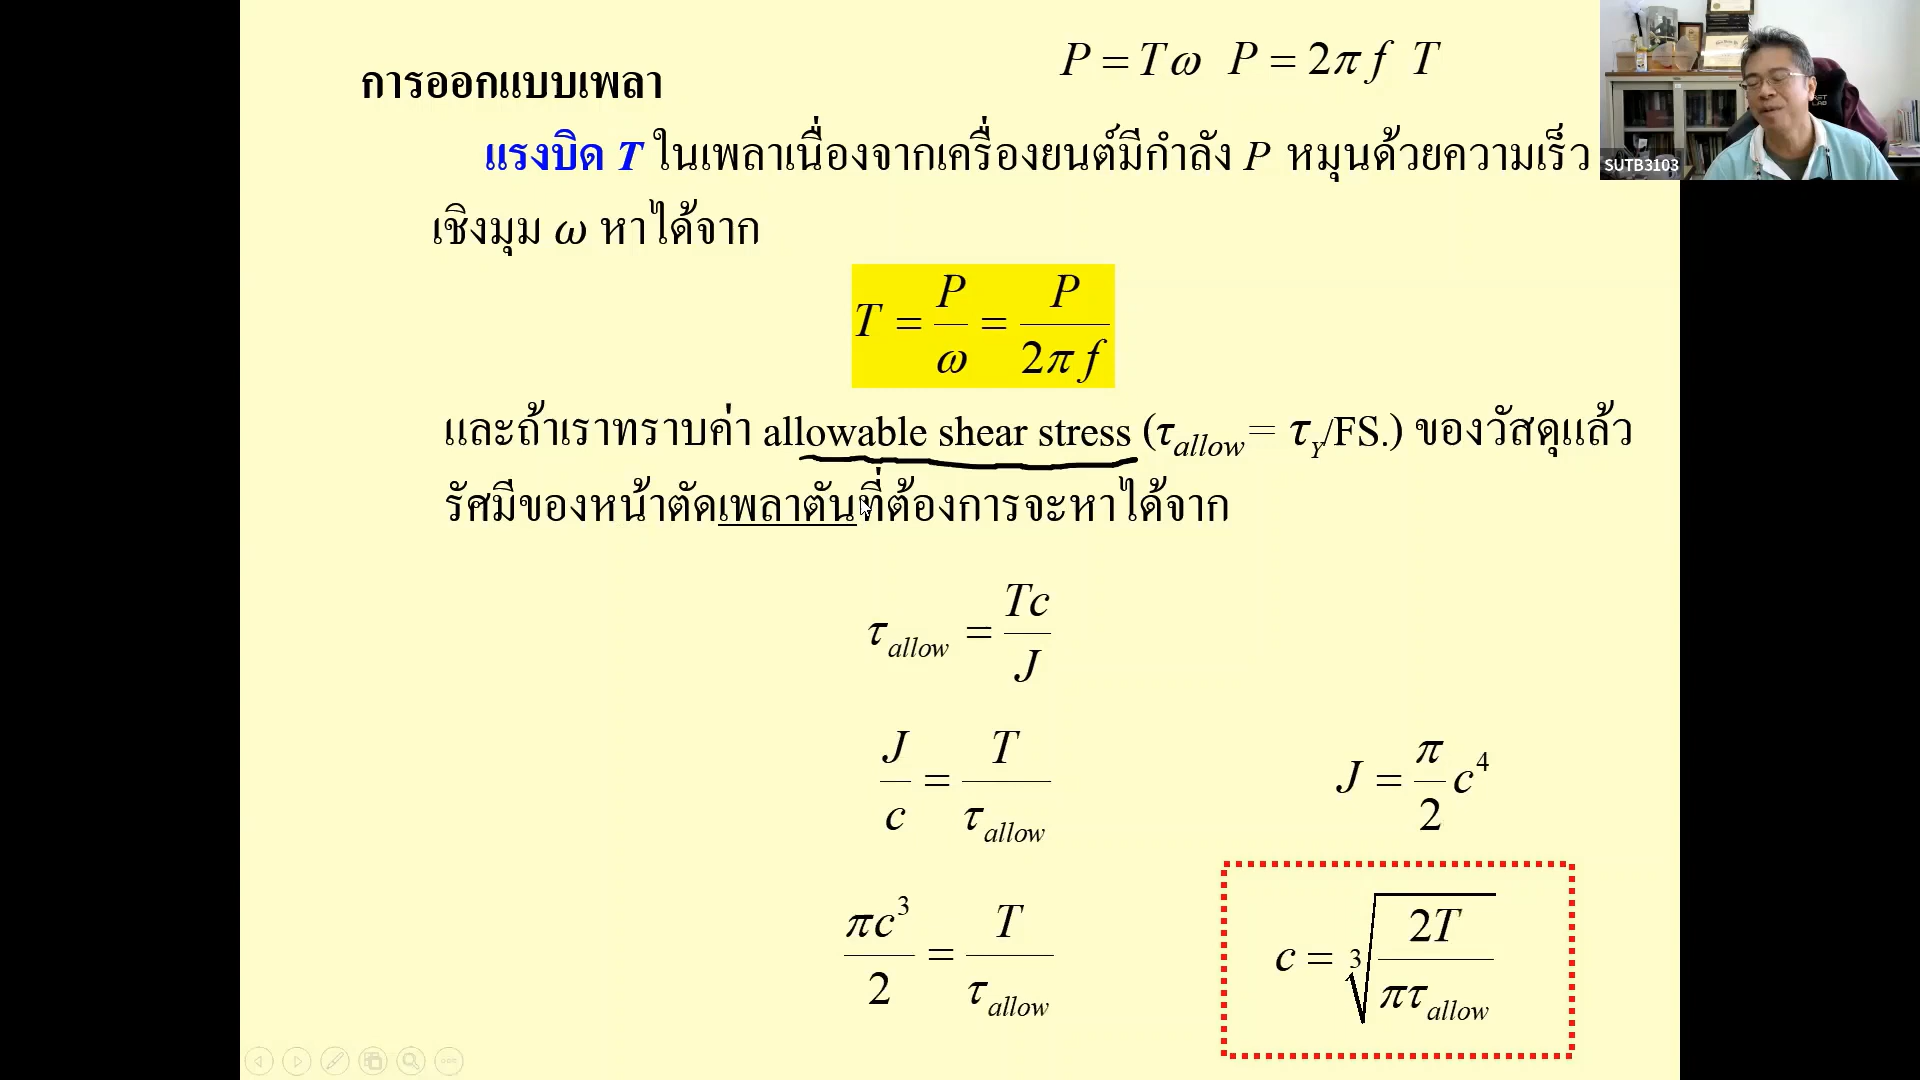 P = Tω P = 2π f T
การออกแบบเพลา
แรงบิด T ในเพลาเนื่องจากเครื่องยนต์มีกำลัง P หมุนด้วยความเร็ว
เชิงมุม ω หาได้จาก
T = P/ω = P/2π f
และถ้าเราทราบค่า allowable shear stress (τallow = τY/FS.) ของวัสดุแล้ว
รัศมีของหน้าตัดเพลาตันที่ต้องการจะหาได้จาก
τallow = Tc/J
J/c = T/τallow
J = π/2 c⁴
πc³/2 = T/τallow
c = ∛(2T/πτallow)
SUTB3103